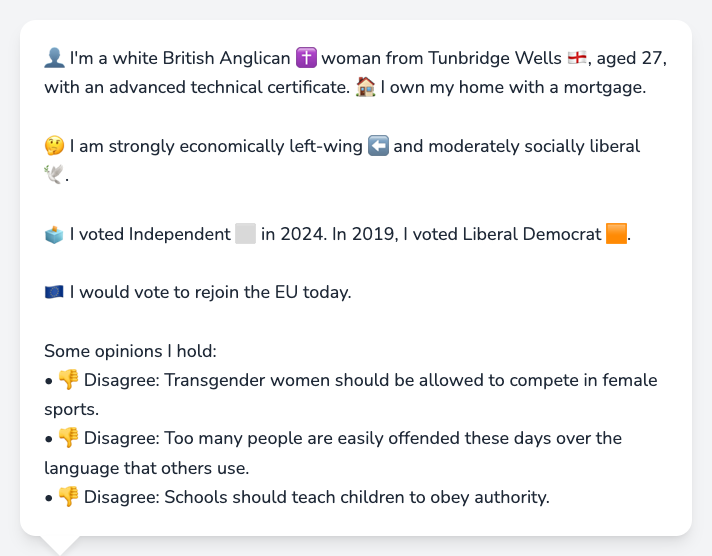 👤 I'm a white British Anglican ✝️ woman from Tunbridge Wells 🏴󠁧󠁢󠁥󠁮󠁧󠁿, aged 27,
with an advanced technical certificate. 🏠 I own my home with a mortgage.
🤔 I am strongly economically left-wing ⬅️ and moderately socially liberal
🕊️.
🗳️ I voted Independent ⬜ in 2024. In 2019, I voted Liberal Democrat 🟧.
🇪🇺 I would vote to rejoin the EU today.
Some opinions I hold:
• 👎 Disagree: Transgender women should be allowed to compete in female
sports.
• 👎 Disagree: Too many people are easily offended these days over the
language that others use.
• 👎 Disagree: Schools should teach children to obey authority.